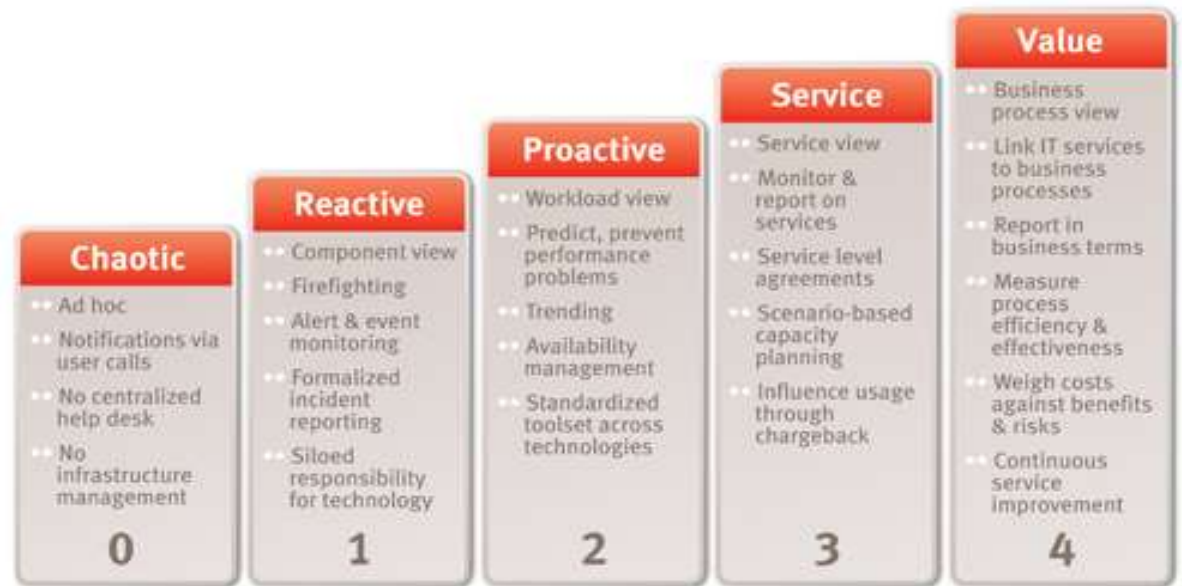 Chaotic
Ad hoc
Notifications via
user calls
No centralized
help desk
No
infrastructure
management
0
Reactive
Component view
Firefighting
Alert & event
monitoring
Formalized
incident
reporting
Siloed
responsibility
for technology
1
Proactive
Workload view
Predict, prevent
performance
problems
Trending
Availability
management
Standardized
toolset across
technologies
2
Service
Service view
Monitor &
report on
services
Service level
agreements
Scenario-based
capacity
planning
Influence usage
through
chargeback
3
Value
Business
process view
Link IT services
to business
processes
Report in
business terms
Measure
process
efficiency &
effectiveness
Weigh costs
against benefits
& risks
Continuous
service
improvement
4